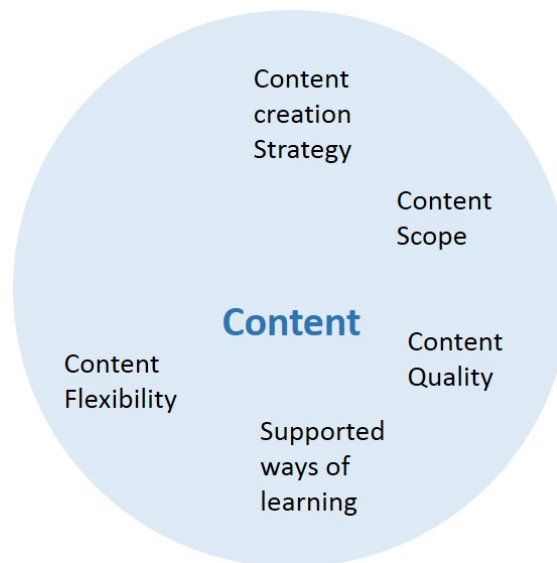 Content
creation
Strategy
Content
Scope
Content
Content
Quality
Content
Flexibility
Supported
ways of
learning